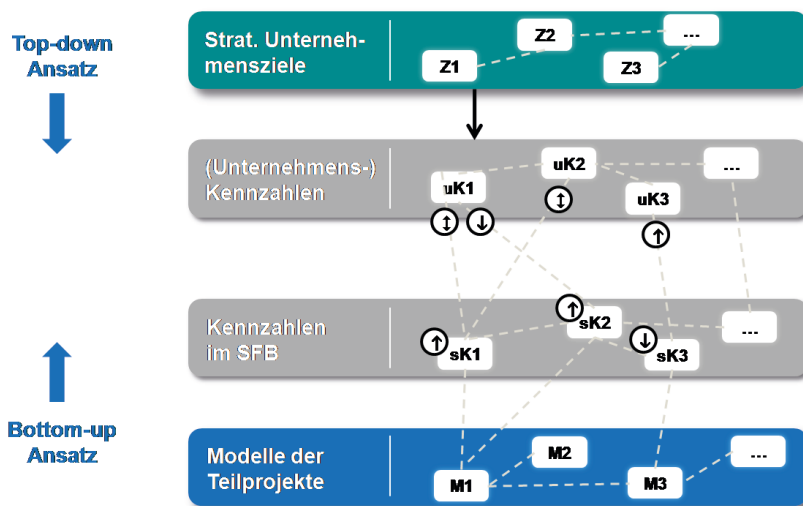 Top-down
Ansatz
Strat. Unterneh-
mensziele
Z1
Z2
Z3
...
(Unternehmens-)
Kennzahlen
uK1
uK2
uK3
...
↕
↓
↕
↑
Kennzahlen
im SFB
↑
sK1
↑
sK2
↓
sK3
...
Bottom-up
Ansatz
Modelle der
Teilprojekte
M1
M2
M3
...